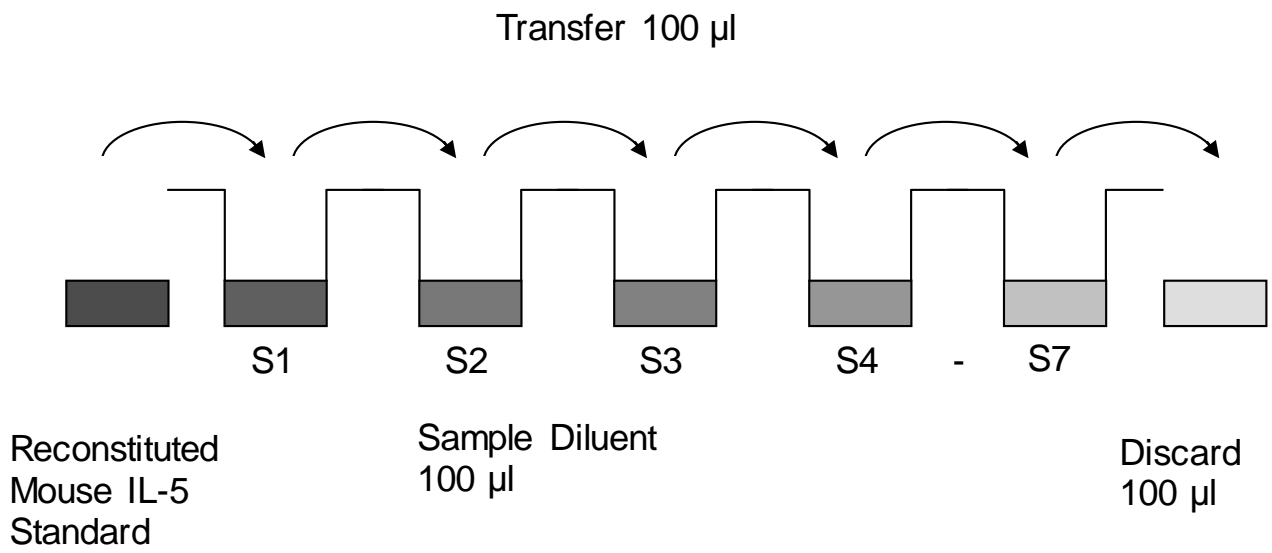 Transfer 100 µl
S1 S2 S3 S4 - S7
Reconstituted
Mouse IL-5
Standard
Sample Diluent
100 µl
Discard
100 µl